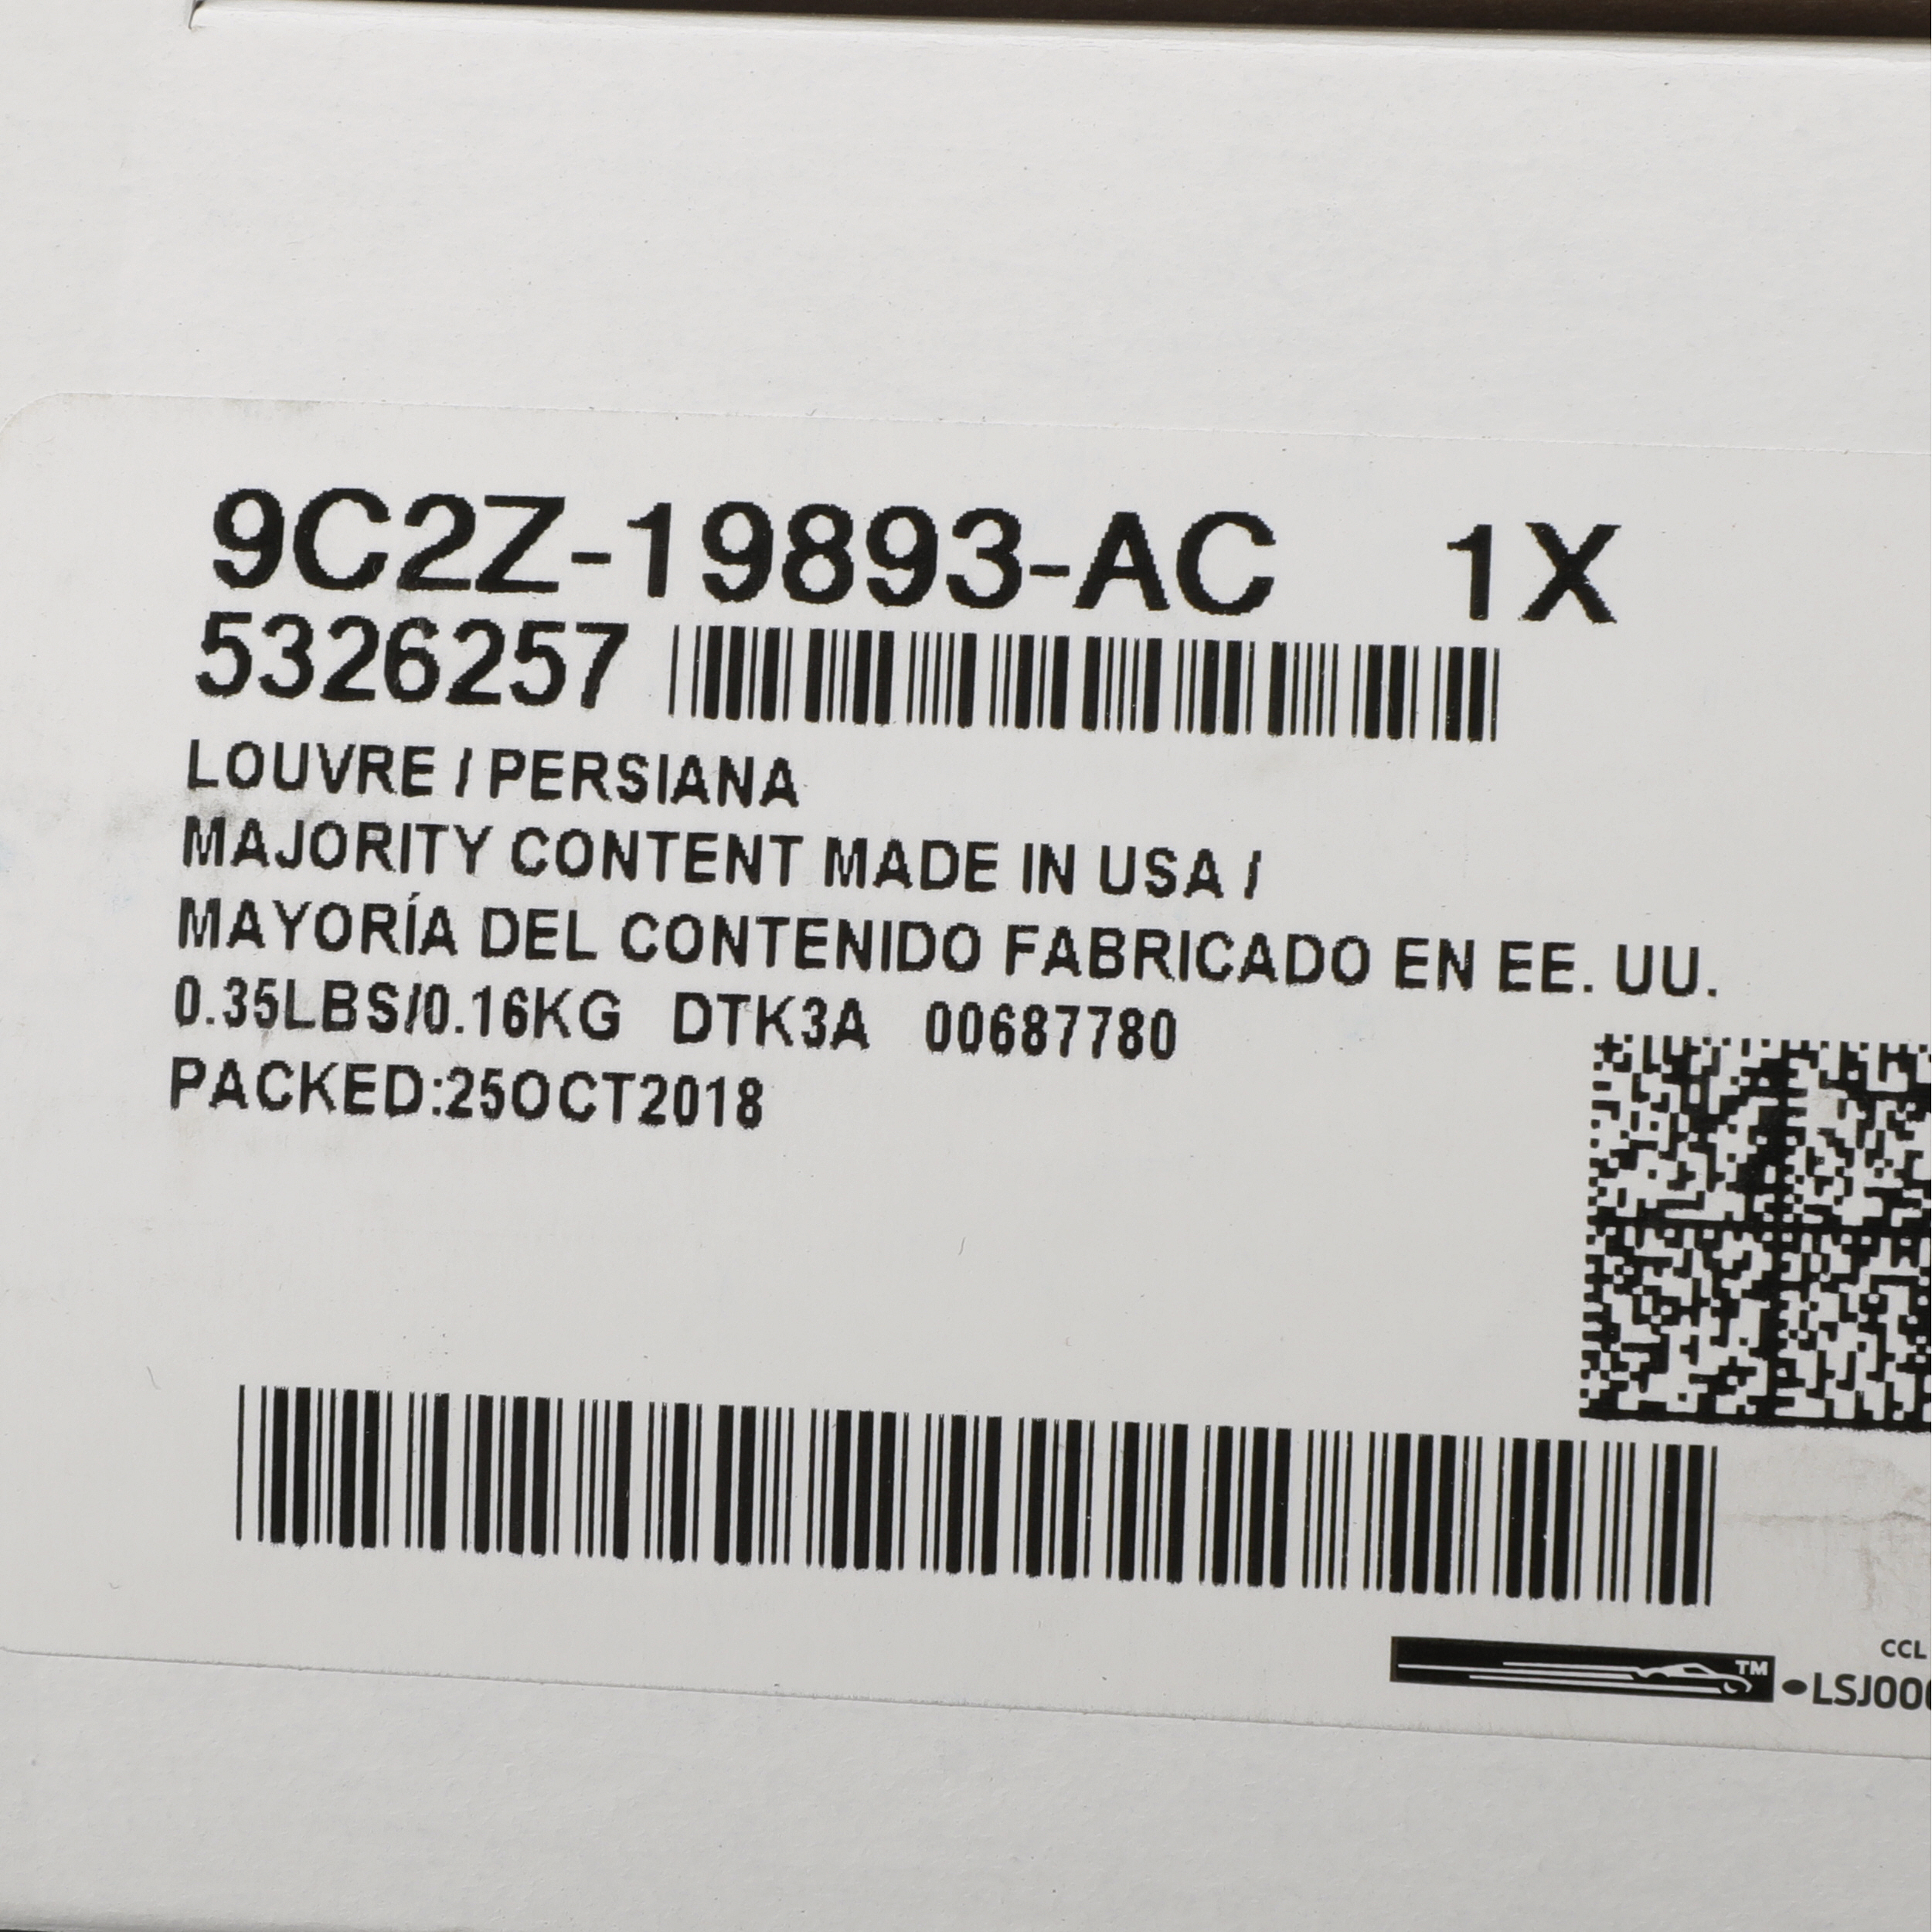 9C2Z-19893-AC 1X
5326257
LOUVRE / PERSIANA
MAJORITY CONTENT MADE IN USA /
MAYORÍA DEL CONTENIDO FABRICADO EN EE. UU.
0.35LBS/0.16KG DTK3A 00687780
PACKED:25OCT2018
TM
CCL